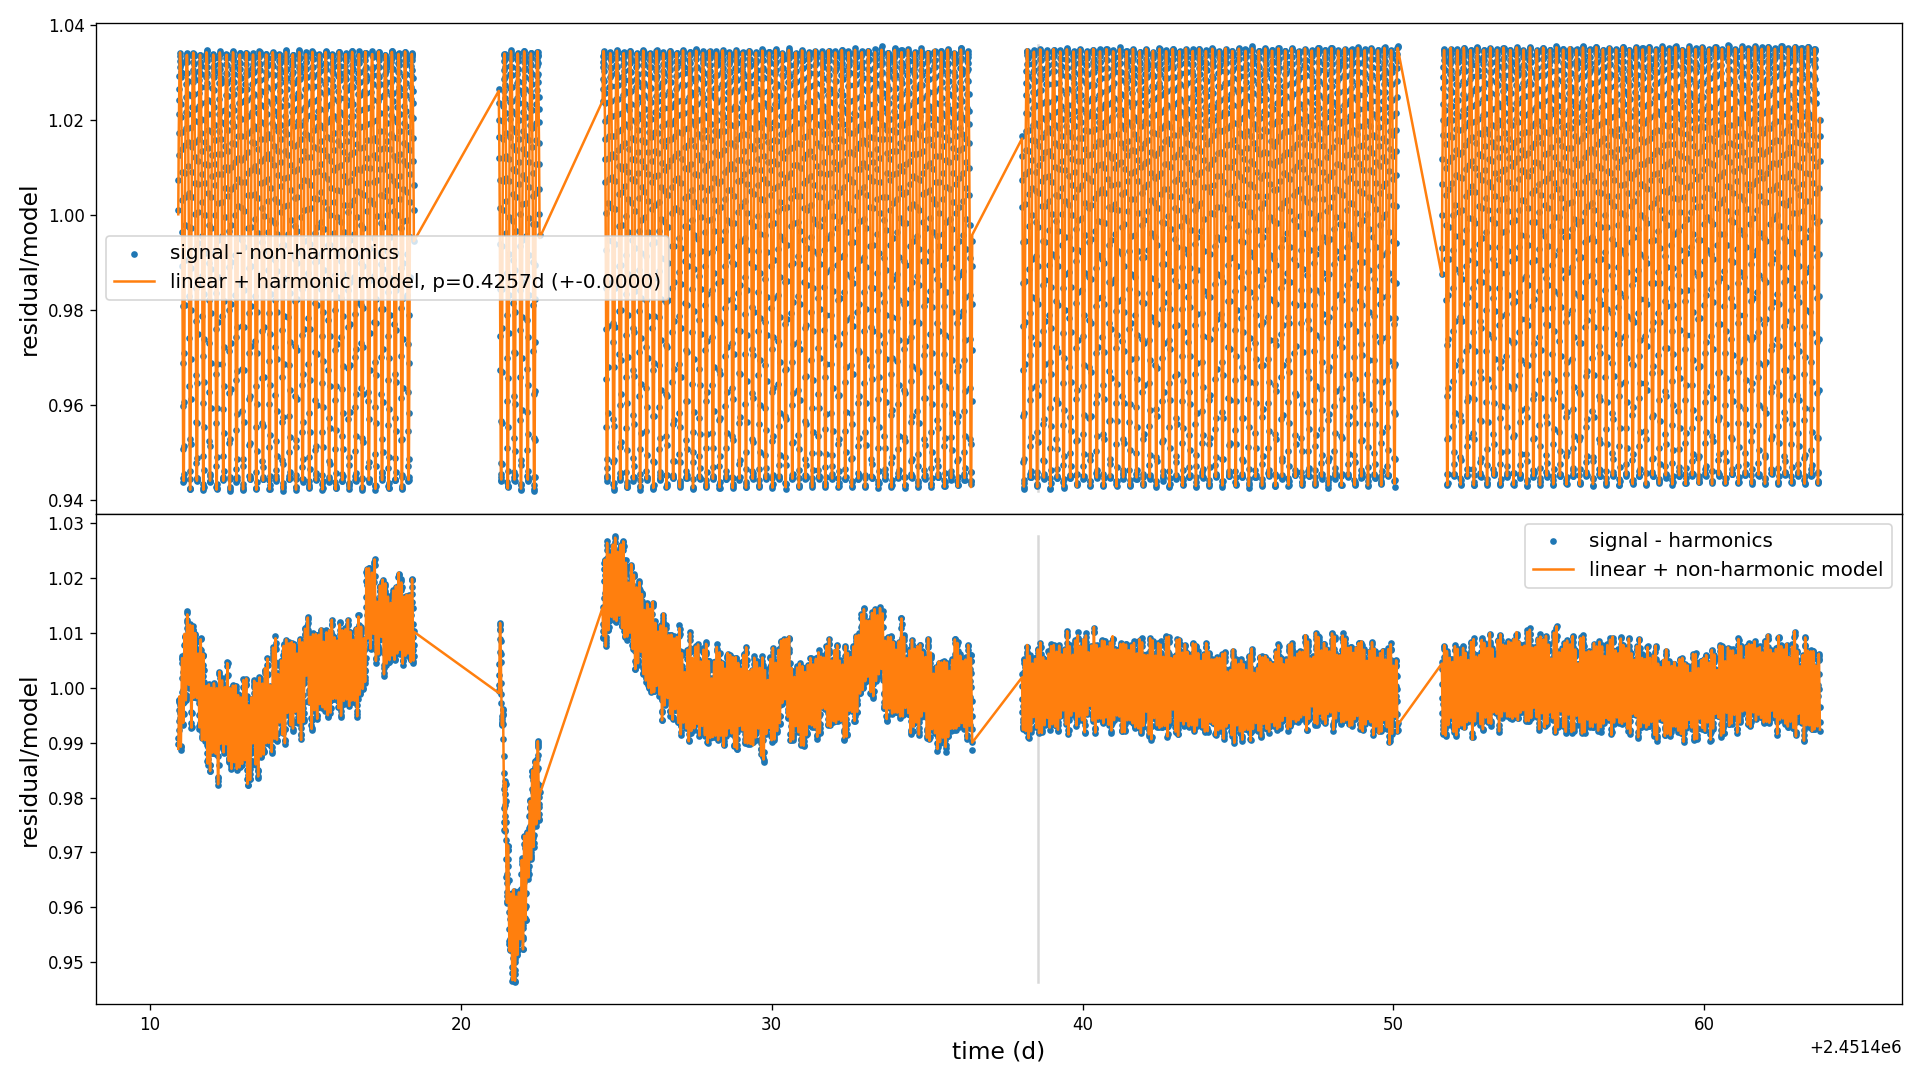 1.04
1.02
1.00
0.98
0.96
0.94
residual/model
signal - non-harmonics
linear + harmonic model, p=0.4257d (+-0.0000)
1.03
1.02
1.01
1.00
0.99
0.98
0.97
0.96
0.95
residual/model
signal - harmonics
linear + non-harmonic model
10
20
30
40
50
60
time (d)
+2.4514e6